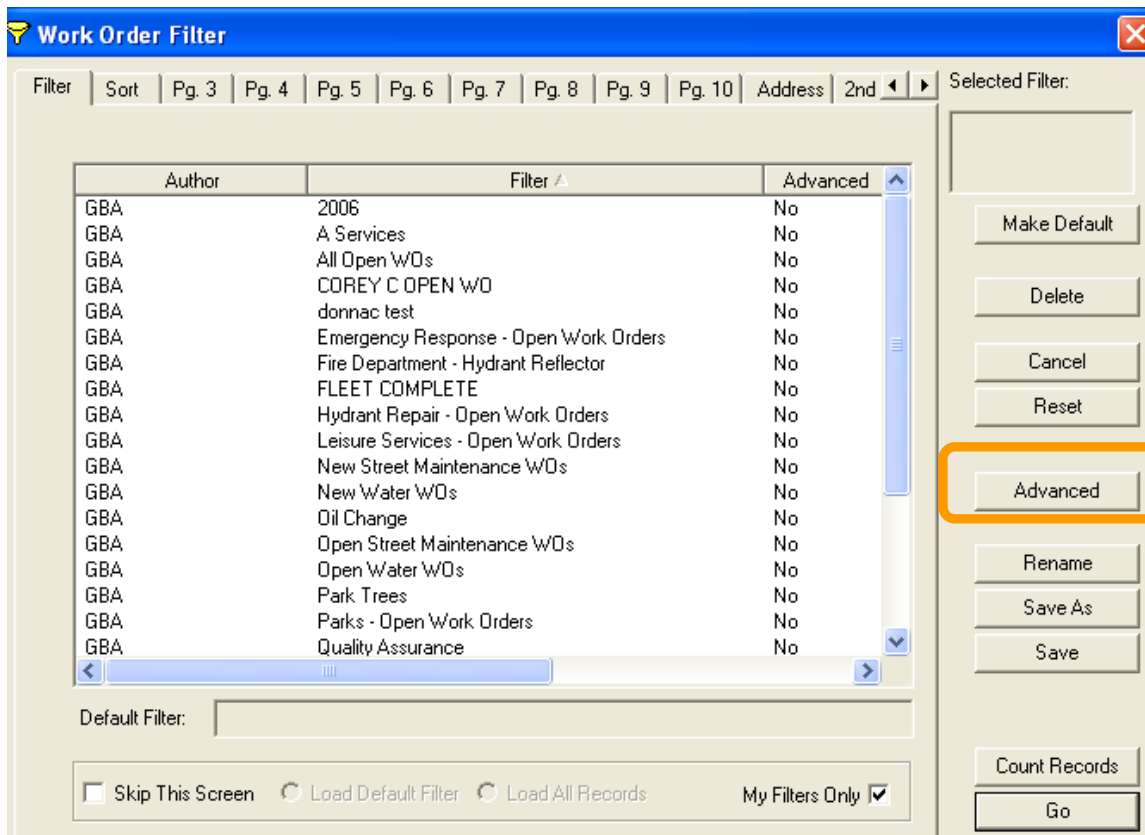 Work Order Filter
Filter Sort Pg. 3 Pg. 4 Pg. 5 Pg. 6 Pg. 7 Pg. 8 Pg. 9 Pg. 10 Address 2nd
Selected Filter:
Author Filter Advanced
GBA 2006 No
GBA A Services No
GBA All Open WOs No
GBA COREY C OPEN WO No
GBA donnac test No
GBA Emergency Response - Open Work Orders No
GBA Fire Department - Hydrant Reflector No
GBA FLEET COMPLETE No
GBA Hydrant Repair - Open Work Orders No
GBA Leisure Services - Open Work Orders No
GBA New Street Maintenance WOs No
GBA New Water WOs No
GBA Oil Change No
GBA Open Street Maintenance WOs No
GBA Open Water WOs No
GBA Park Trees No
GBA Parks - Open Work Orders No
GBA Quality Assurance No
Default Filter:
Skip This Screen Load Default Filter Load All Records My Filters Only
Make Default
Delete
Cancel
Reset
Advanced
Rename
Save As
Save
Count Records
Go